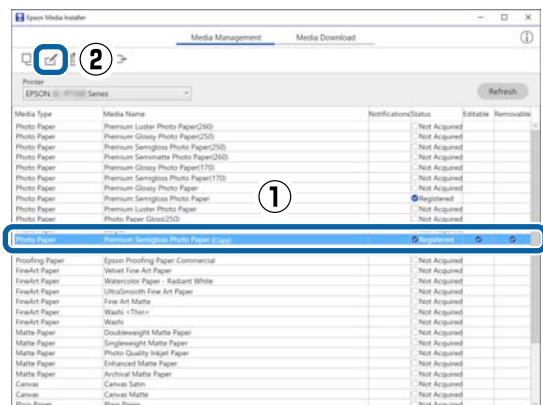 Epson Media Installer
Media Management Media Download
②
Printer
EPSON Series
Refresh
①
Media Type Media Name Notifications Status Editable Removable
Photo Paper Premium Luster Photo Paper(260) Not Acquired
Photo Paper Premium Glossy Photo Paper(250) Not Acquired
Photo Paper Premium Semigloss Photo Paper(250) Not Acquired
Photo Paper Premium Semimatte Photo Paper(260) Not Acquired
Photo Paper Premium Glossy Photo Paper(170) Not Acquired
Photo Paper Premium Semigloss Photo Paper(170) Not Acquired
Photo Paper Premium Glossy Photo Paper Not Acquired
Photo Paper Premium Semigloss Photo Paper Registered
Photo Paper Premium Luster Photo Paper Not Acquired
Photo Paper Photo Paper Gloss(250) Not Acquired
Photo Paper Premium Semigloss Photo Paper (Copy) Registered
Proofing Paper Epson Proofing Paper Commercial Not Acquired
FineArt Paper Velvet Fine Art Paper Not Acquired
FineArt Paper Watercolor Paper - Radiant White Not Acquired
FineArt Paper UltraSmooth Fine Art Paper Not Acquired
FineArt Paper Fine Art Matte Not Acquired
FineArt Paper Washi <Thin> Not Acquired
FineArt Paper Washi Not Acquired
Matte Paper Doubleweight Matte Paper Not Acquired
Matte Paper Singleweight Matte Paper Not Acquired
Matte Paper Photo Quality Inkjet Paper Not Acquired
Matte Paper Enhanced Matte Paper Not Acquired
Matte Paper Archival Matte Paper Not Acquired
Canvas Canvas Satin Not Acquired
Canvas Canvas Matte Not Acquired
Plain Paper Plain Paper Not Acquired